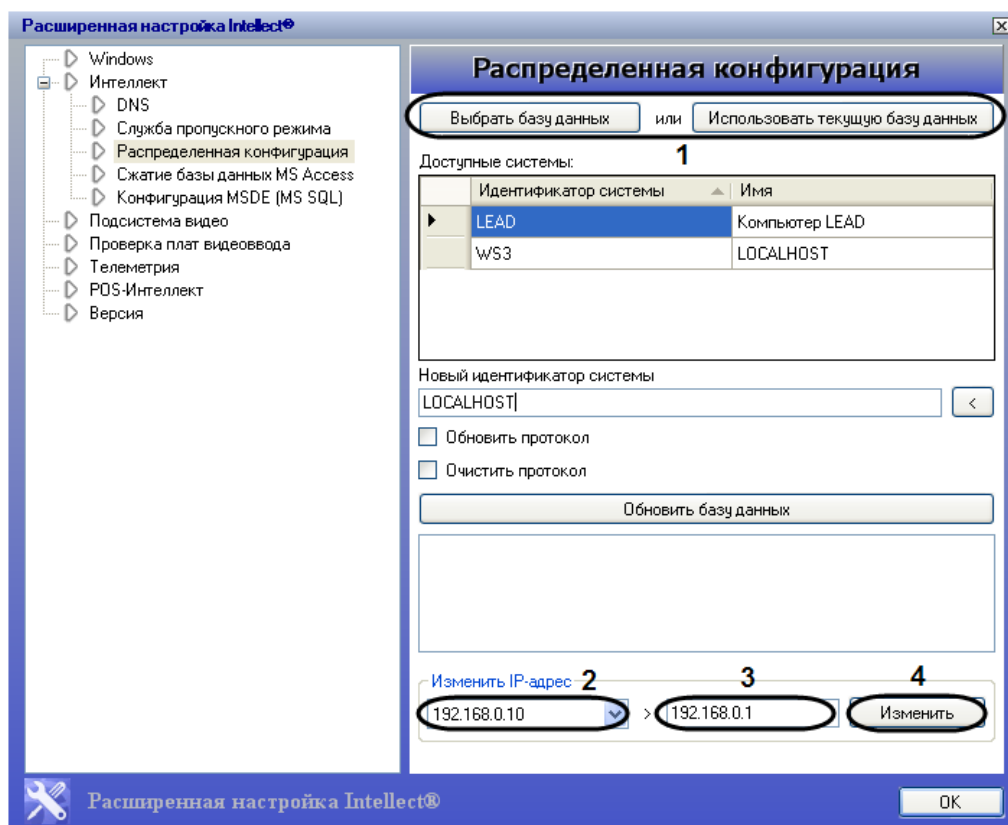 Расширенная настройка Intellect®
Windows
Интеллект
DNS
Служба пропускного режима
Распределенная конфигурация
Сжатие базы данных MS Access
Конфигурация MSDE (MS SQL)
Подсистема видео
Проверка плат видеоввода
Телеметрия
POS-Интеллект
Версия
Распределенная конфигурация
Выбрать базу данных или Использовать текущую базу данных
1
Доступные системы:
Идентификатор системы Имя
LEAD Компьютер LEAD
WS3 LOCALHOST
Новый идентификатор системы
LOCALHOST <
Обновить протокол
Очистить протокол
Обновить базу данных
Изменить IP-адрес 2 3 4
192.168.0.10 > 192.168.0.1 Изменить
Расширенная настройка Intellect® OK